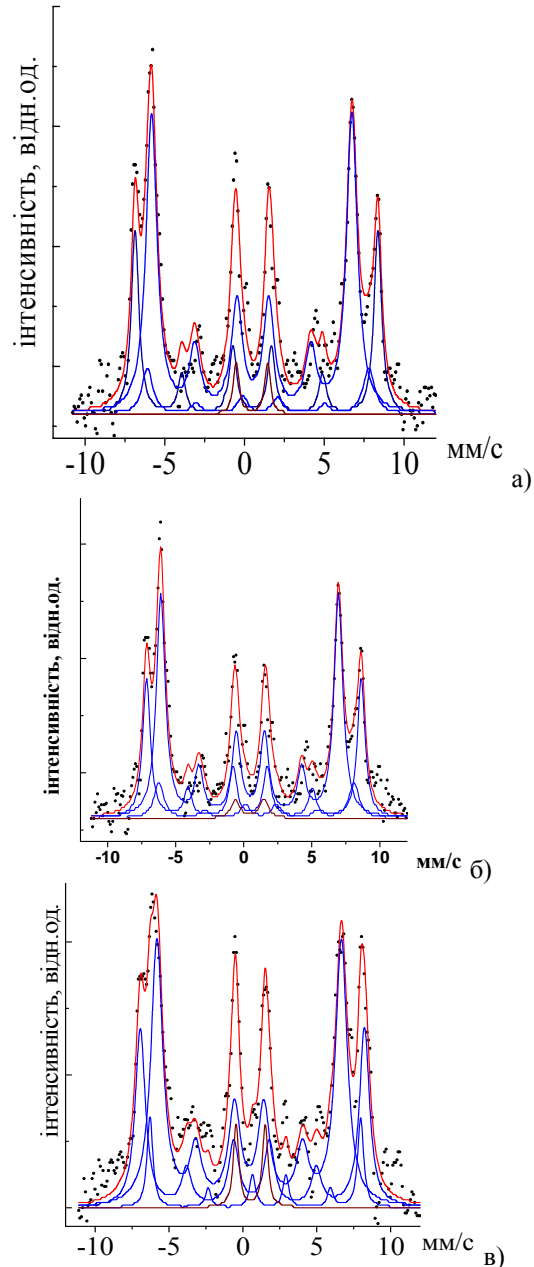 інтенсивність, відн.од.
-10 -5 0 5 10 мм/с
а)
інтенсивність, відн.од.
-10 -5 0 5 10
мм/с б)
інтенсивність, відн.од.
-10 -5 0 5 10 мм/с
в)